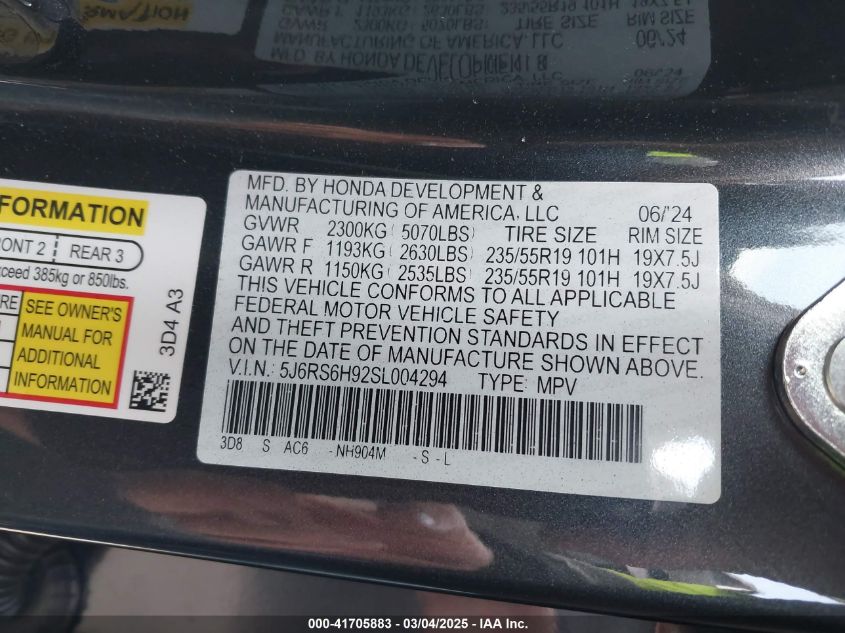 MFD. BY HONDA DEVELOPMENT &
MANUFACTURING OF AMERICA, LLC 06/'24
GVWR 2300KG ( 5070LBS) TIRE SIZE RIM SIZE
GAWR F 1193KG ( 2630LBS) 235/55R19 101H 19X7.5J
GAWR R 1150KG ( 2535LBS) 235/55R19 101H 19X7.5J
THIS VEHICLE CONFORMS TO ALL APPLICABLE
FEDERAL MOTOR VEHICLE SAFETY
AND THEFT PREVENTION STANDARDS IN EFFECT
ON THE DATE OF MANUFACTURE SHOWN ABOVE.
V.I.N.: 5J6RS6H92SL004294 TYPE: MPV
3D8 S AC6 -NH904M -S-L
FORMATION
RONT 2 REAR 3
xceed 385kg or 850lbs.
RE
SEE OWNER'S
MANUAL FOR
ADDITIONAL
INFORMATION
3D4 A3
000-41705883 — 03/04/2025 — IAA Inc.